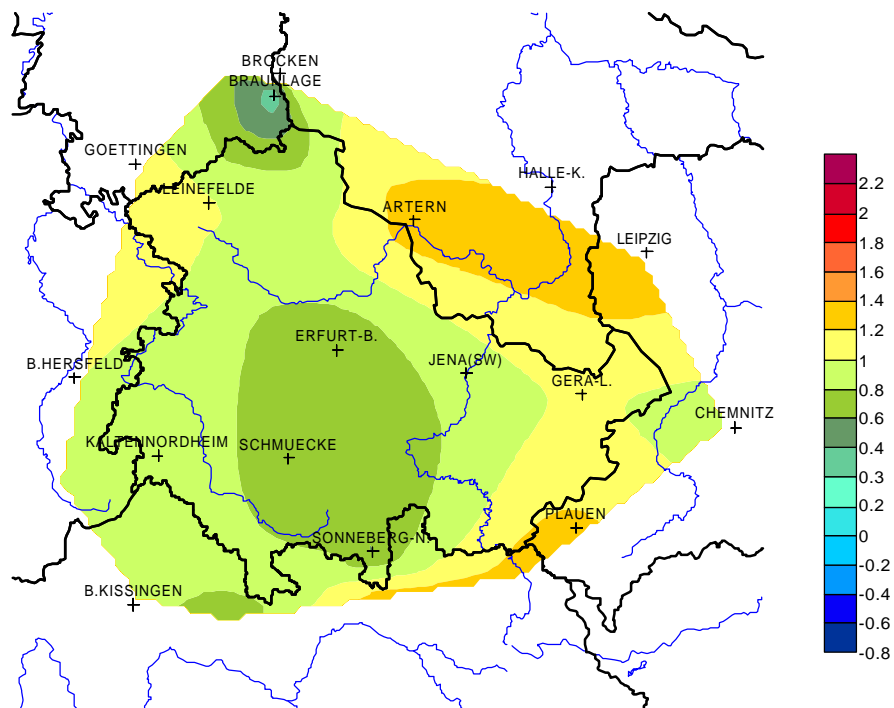 BROCKEN
BRAUNLAGE
GOETTINGEN
HALLE-K.
LEINEFELDE
ARTERN
LEIPZIG
ERFURT-B.
JENA(SW)
B.HERSFELD
GERA-L.
CHEMNITZ
KALTENNORDHEIM
SCHMUECKE
PLAUEN
SONNEBERG-N.
B.KISSINGEN
2.2
2
1.8
1.6
1.4
1.2
1
0.8
0.6
0.4
0.3
0.2
0
-0.2
-0.4
-0.6
-0.8